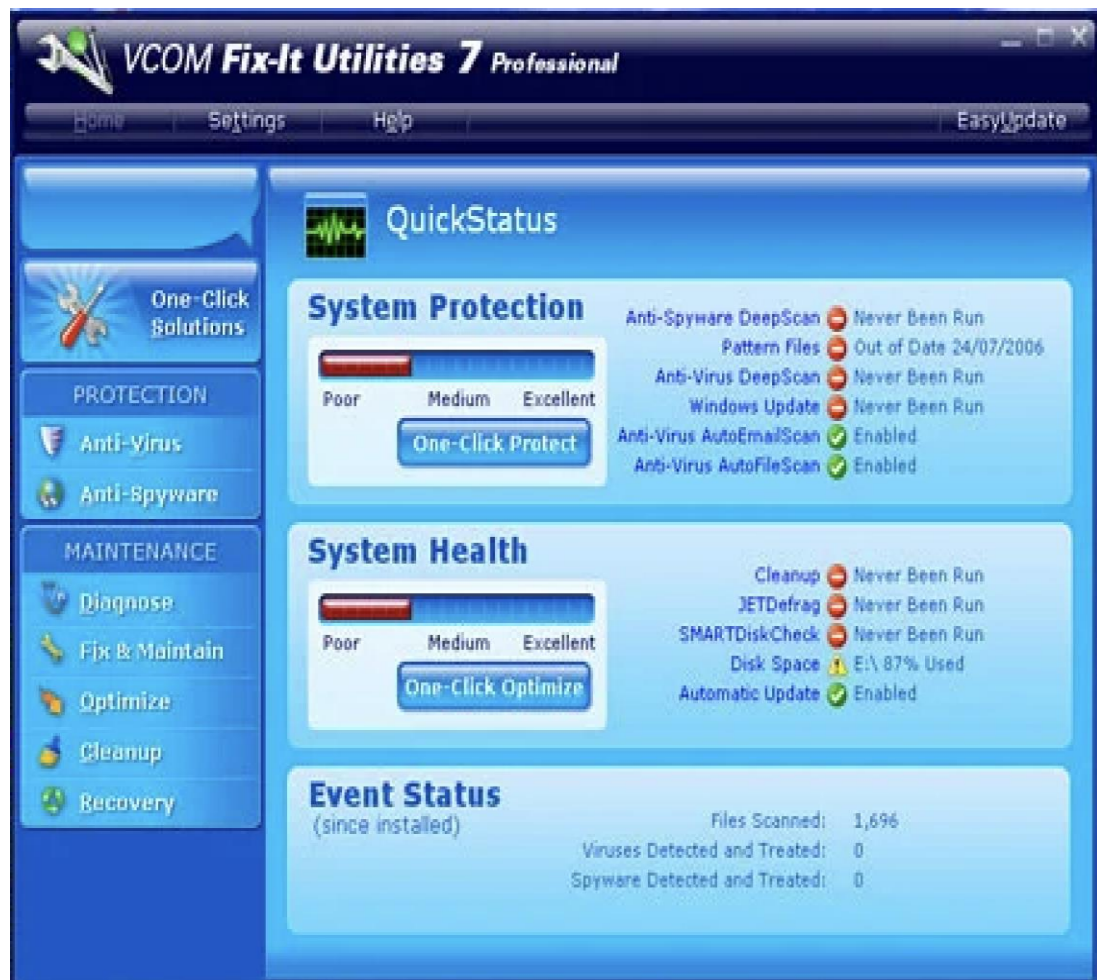 VCOM Fix-It Utilities 7 Professional
Home Settings Help EasyUpdate
One-Click
Solutions
PROTECTION
Anti-Virus
Anti-Spyware
MAINTENANCE
Diagnose
Fix & Maintain
Optimize
Cleanup
Recovery
QuickStatus
System Protection
Poor Medium Excellent
One-Click Protect
Anti-Spyware DeepScan Never Been Run
Pattern Files Out of Date 24/07/2006
Anti-Virus DeepScan Never Been Run
Windows Update Never Been Run
Anti-Virus AutoEmailScan Enabled
Anti-Virus AutoFileScan Enabled
System Health
Poor Medium Excellent
One-Click Optimize
Cleanup Never Been Run
JETDefrag Never Been Run
SMARTDiskCheck Never Been Run
Disk Space E:\ 87% Used
Automatic Update Enabled
Event Status
(since installed)
Files Scanned: 1,696
Viruses Detected and Treated: 0
Spyware Detected and Treated: 0